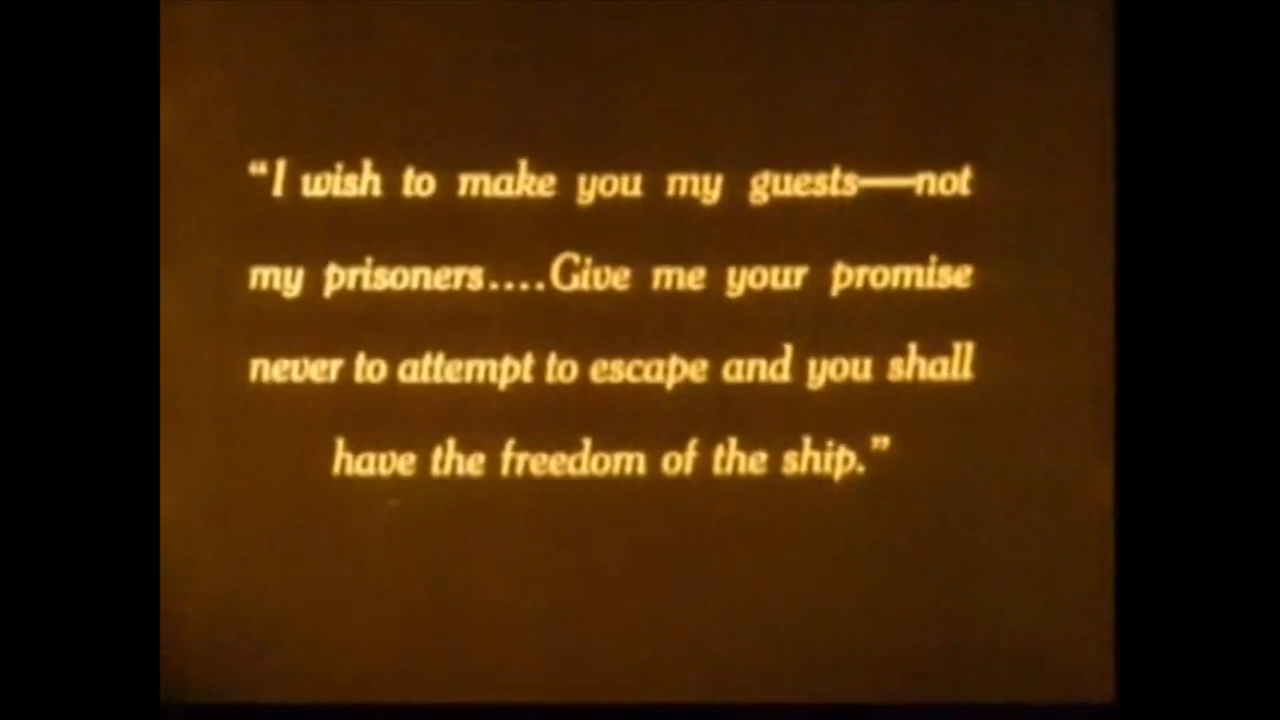 “I wish to make you my guests—not
my prisoners....Give me your promise
never to attempt to escape and you shall
have the freedom of the ship.”